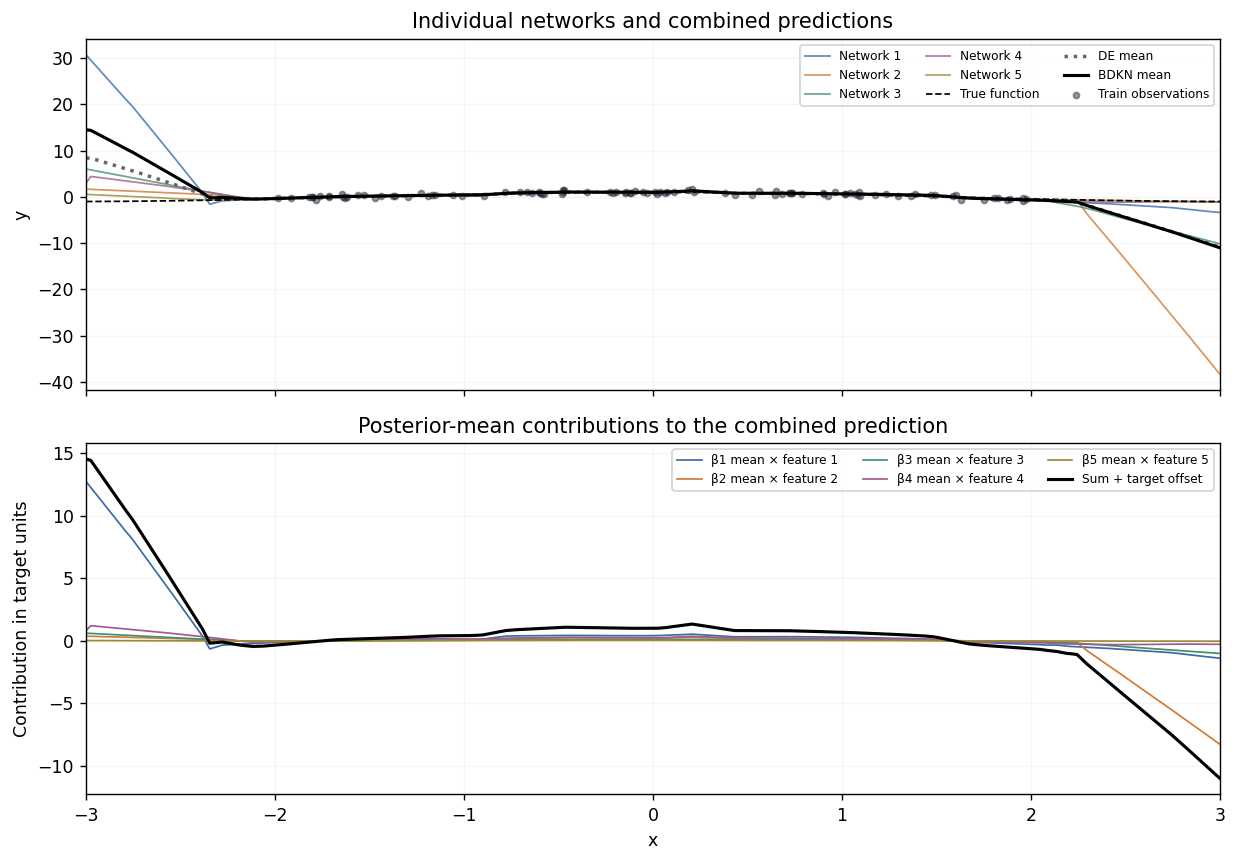 Individual networks and combined predictions
30
20
10
0
−10
−20
−30
−40
y
Network 1
Network 2
Network 3
Network 4
Network 5
True function
DE mean
BDKN mean
Train observations
Posterior-mean contributions to the combined prediction
15
10
5
0
−5
−10
Contribution in target units
β1 mean × feature 1
β2 mean × feature 2
β3 mean × feature 3
β4 mean × feature 4
β5 mean × feature 5
Sum + target offset
−3 −2 −1 0 1 2 3
x